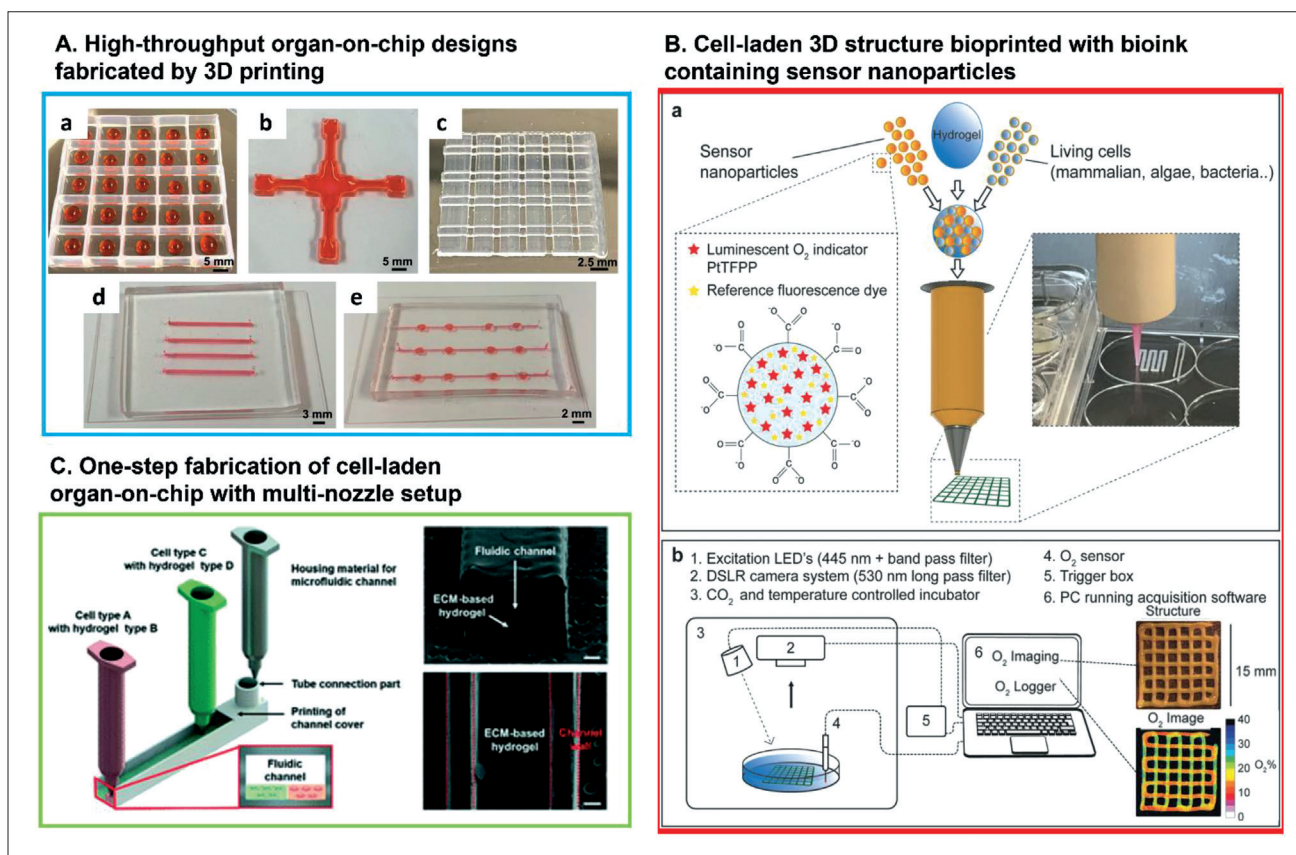 A. High-throughput organ-on-chip designs
fabricated by 3D printing
a
b
c
5 mm
5 mm
2.5 mm
d
e
3 mm
2 mm
C. One-step fabrication of cell-laden
organ-on-chip with multi-nozzle setup
Cell type C
with hydrogel type D
Housing material for
microfluidic channel
Cell type A
with hydrogel type B
Tube connection part
Printing of
channel cover
Fluidic
channel
Fluidic channel
ECM-based
hydrogel
ECM-based
hydrogel
Channel wall
B. Cell-laden 3D structure bioprinted with bioink
containing sensor nanoparticles
a
Hydrogel
Sensor
nanoparticles
Living cells
(mammalian, algae, bacteria..)
Luminescent O₂ indicator
PtTFPP
Reference fluorescence dye
O O
C C
⁻O O⁻
O O
C C
⁻O O⁻
O O
C C
⁻O O⁻
O O
C C
⁻O O⁻
O O
C C
⁻O O⁻
b
1. Excitation LED's (445 nm + band pass filter)
2. DSLR camera system (530 nm long pass filter)
3. CO₂ and temperature controlled incubator
4. O₂ sensor
5. Trigger box
6. PC running acquisition software
3
1
2
4
5
6
O₂ Imaging
O₂ Logger
Structure
15 mm
O₂ Image
40
30
20
10
0
O₂%